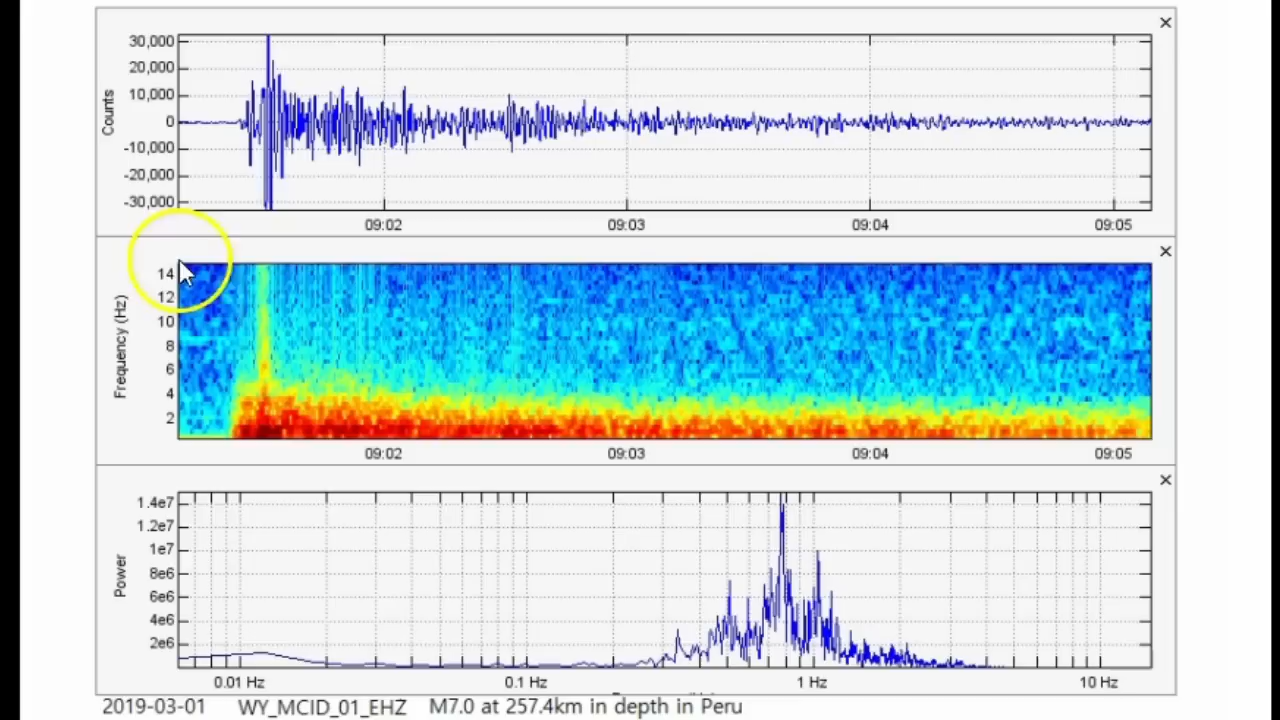 ×
30,000
20,000
10,000
0
-10,000
-20,000
-30,000
Counts
09:02 09:03 09:04 09:05
×
14
12
10
8
6
4
2
Frequency (Hz)
09:02 09:03 09:04 09:05
×
1.4e7
1.2e7
1e7
8e6
6e6
4e6
2e6
Power
0.01 Hz 0.1 Hz 1 Hz 10 Hz
2019-03-01 WY_MCID_01_EHZ M7.0 at 257.4km in depth in Peru